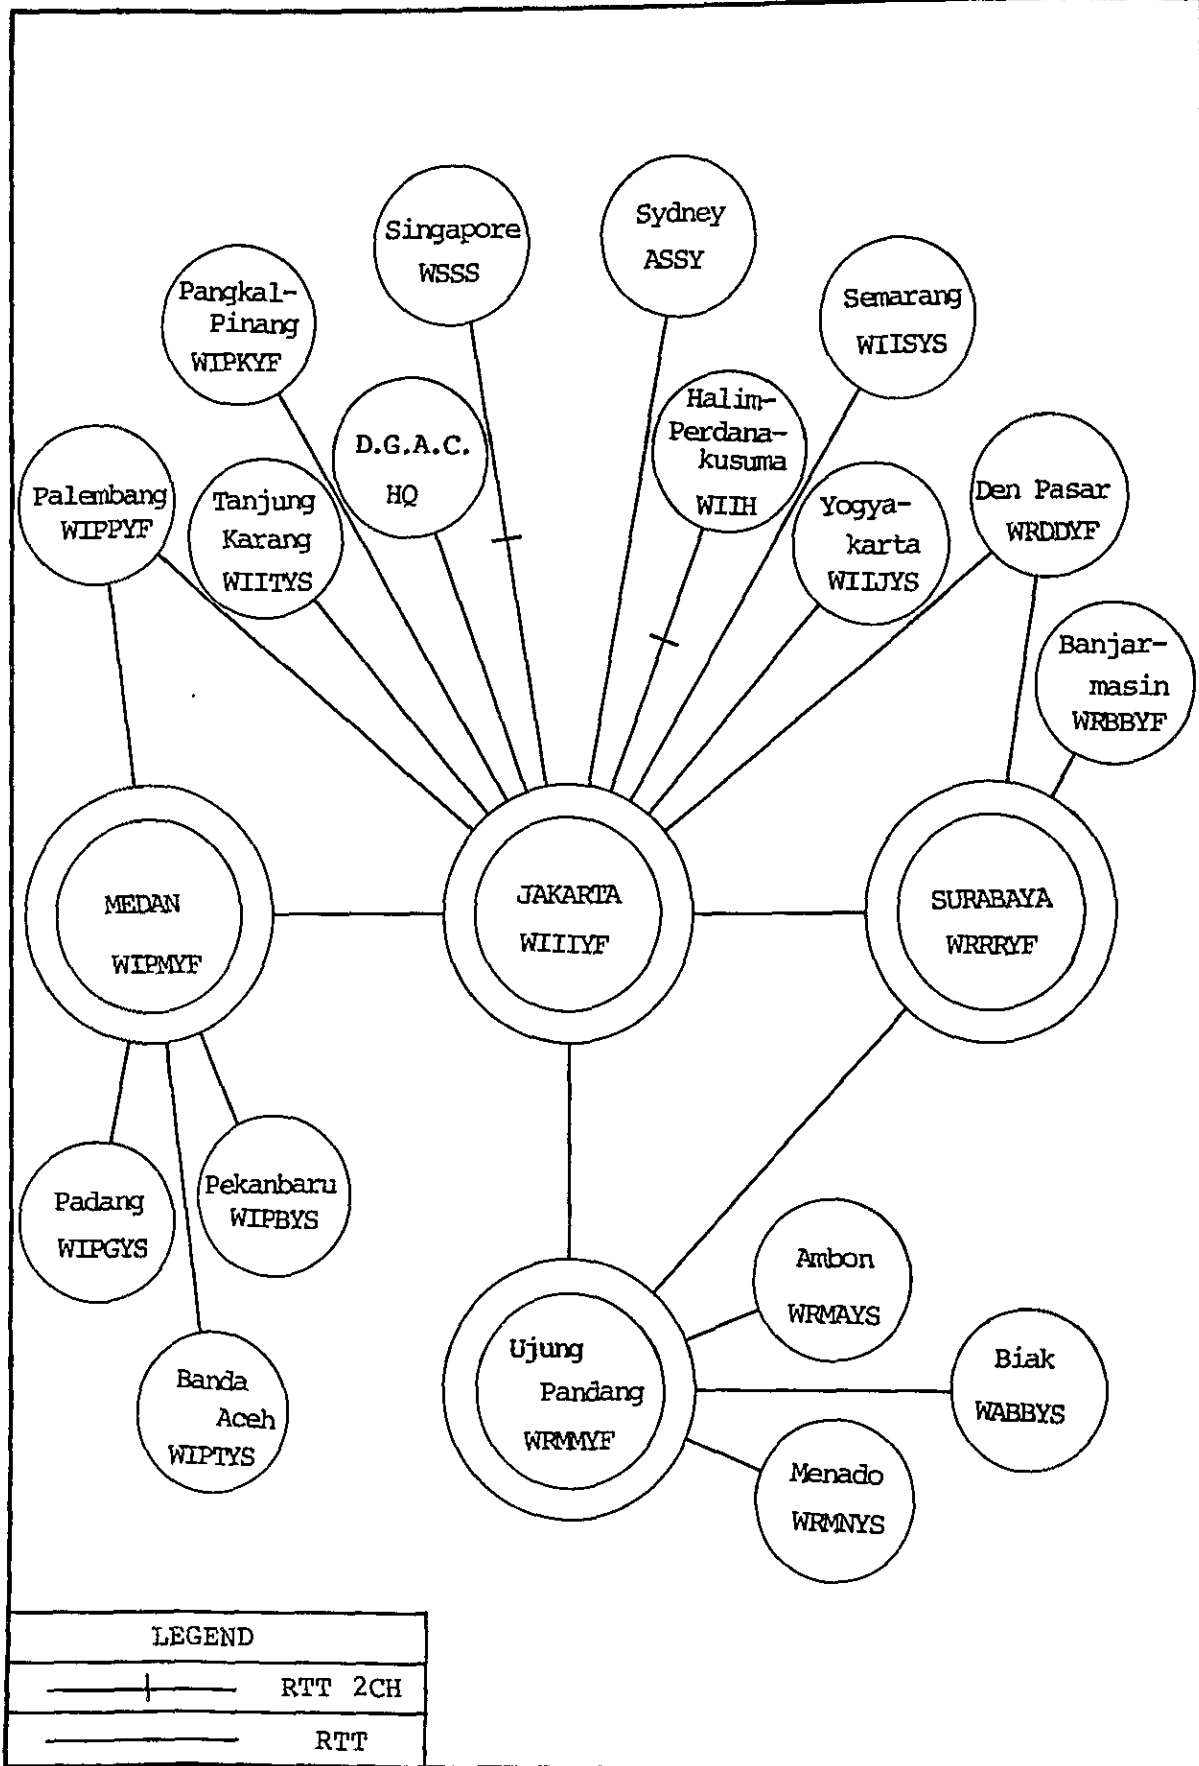 Singapore
WSSS
Sydney
ASSY
Pangkal-
Pinang
WIPKYF
Semarang
WIISYS
D.G.A.C.
HQ
Halim-
Perdana-
kusuma
WIIH
Palembang
WIPPYF
Tanjung
Karang
WIITYS
Yogya-
karta
WIIJYS
Den Pasar
WRDDYF
Banjar-
masin
WRBBYF
MEDAN
WIPMYF
JAKARTA
WIIIYF
SURABAYA
WRRRYF
Padang
WIPGYS
Pekanbaru
WIPBYS
Banda
Aceh
WIPTYS
Ujung
Pandang
WRMMYF
Ambon
WRMAYS
Biak
WABBYS
Menado
WRMNYS
LEGEND
RTT 2CH
RTT